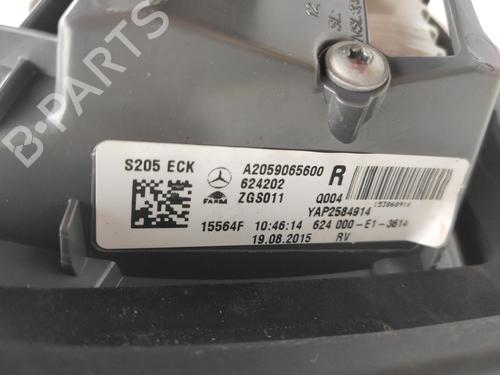 B-PARTS
S205 ECK
A2059065600 R
624202
FARBA ZGS011 Q004
YAP2584914
15564F 10:46:14 624 000-E1-3614
19.08.2015 RV